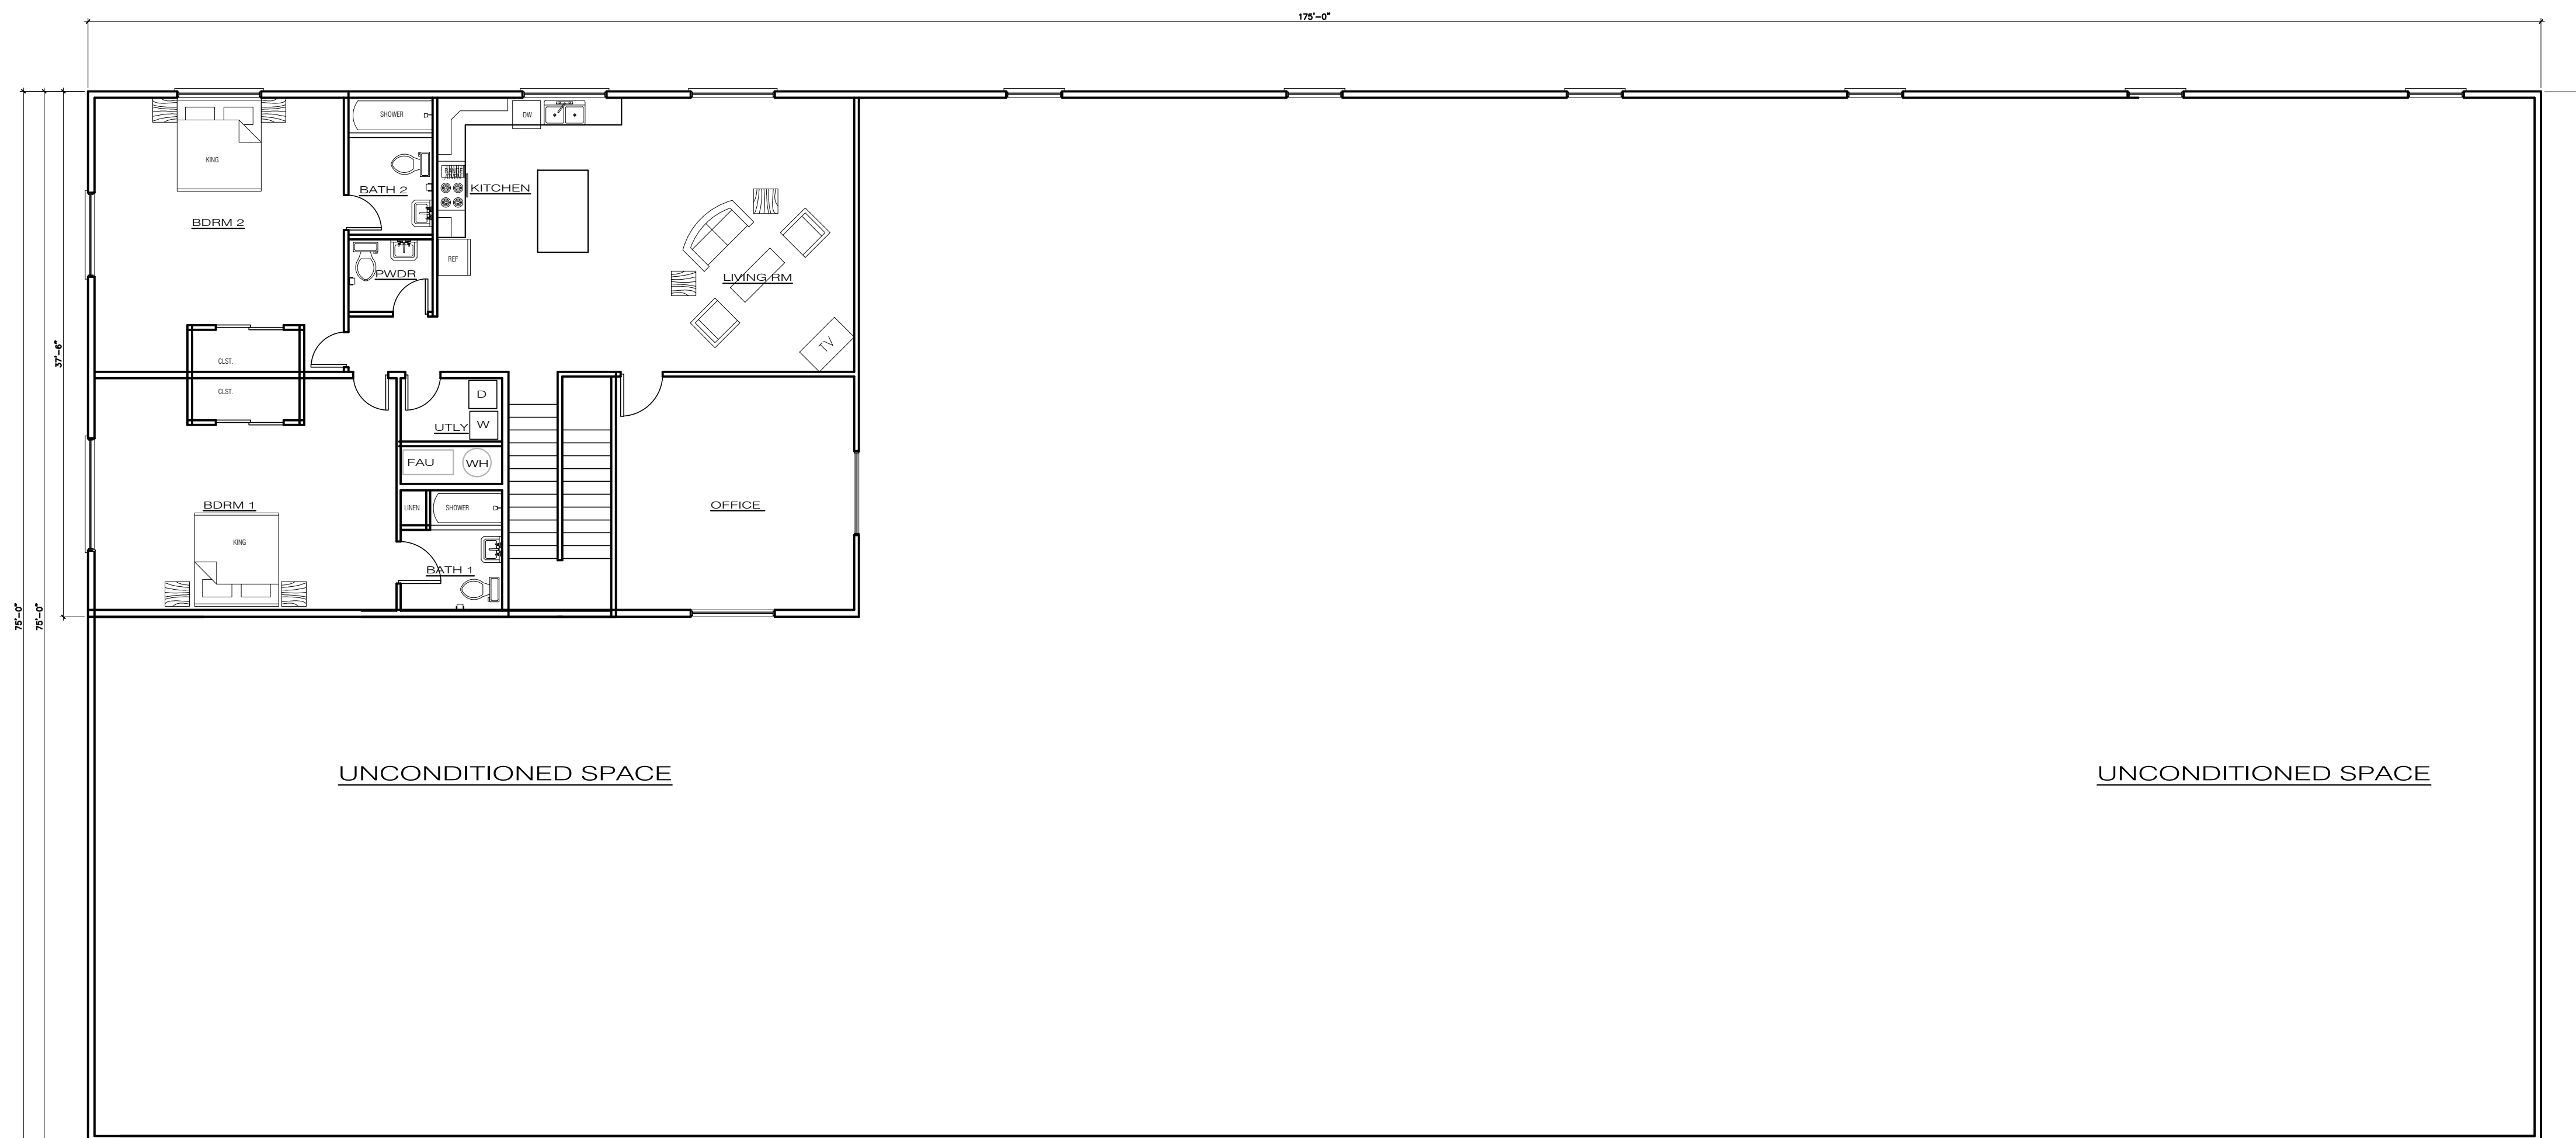 175'-0"
SHOWER
DW
KING
BATH 2
KITCHEN
BDRM 2
REF
PWDR
LIVING RM
TV
37'-6"
CLST.
CLST.
D
W
UTLY
FAU
WH
LINEN
SHOWER
BDRM 1
OFFICE
KING
BATH 1
75'-0"
75'-0"
UNCONDITIONED SPACE
UNCONDITIONED SPACE